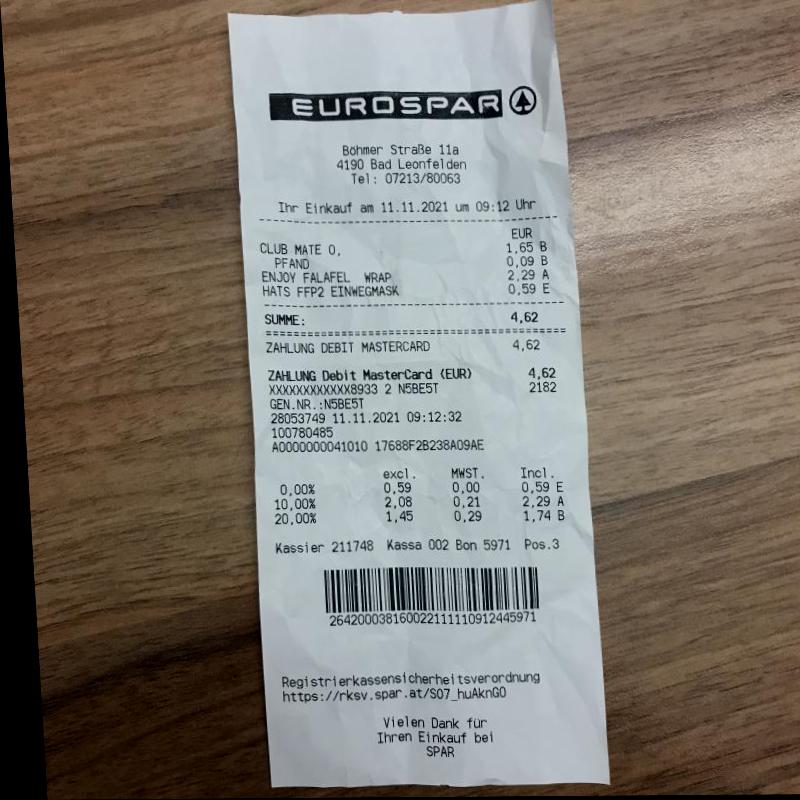 EUROSPAR
Böhmer Straße 11a
4190 Bad Leonfelden
Tel: 07213/80063
Ihr Einkauf am 11.11.2021 um 09:12 Uhr
EUR
CLUB MATE 0, 1,65 B
PFAND 0,09 B
ENJOY FALAFEL WRAP 2,29 A
HATS FFP2 EINWEGMASK 0,59 E
SUMME: 4,62
ZAHLUNG DEBIT MASTERCARD 4,62
ZAHLUNG Debit MasterCard (EUR) 4,62
XXXXXXXXXXXX8933 2 N5BE5T 2182
GEN.NR.:N5BE5T
28053749 11.11.2021 09:12:32
100780485
A0000000041010 17688F2B238A09AE
excl. MWST. Incl.
0,00% 0,59 0,00 0,59 E
10,00% 2,08 0,21 2,29 A
20,00% 1,45 0,29 1,74 B
Kassier 211748 Kassa 002 Bon 5971 Pos.3
2642000381600221111109124459​71
Registrierkassensicherheitsverordnung
https://rksv.spar.at/S07_huAknGO
Vielen Dank für
Ihren Einkauf bei
SPAR